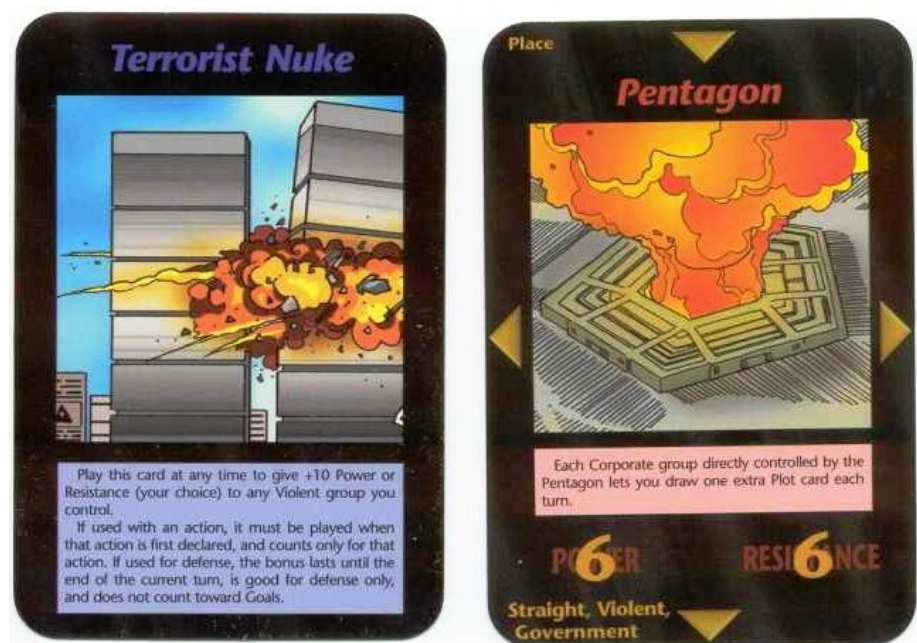 Terrorist Nuke
Play this card at any time to give +10 Power or
Resistance (your choice) to any Violent group you
control.
If used with an action, it must be played when
that action is first declared, and counts only for that
action. If used for defense, the bonus lasts until the
end of the current turn, is good for defense only,
and does not count toward Goals.
Place
Pentagon
Each Corporate group directly controlled by the
Pentagon lets you draw one extra Plot card each
turn.
POWER 6 RESISTANCE 6
Straight, Violent,
Government